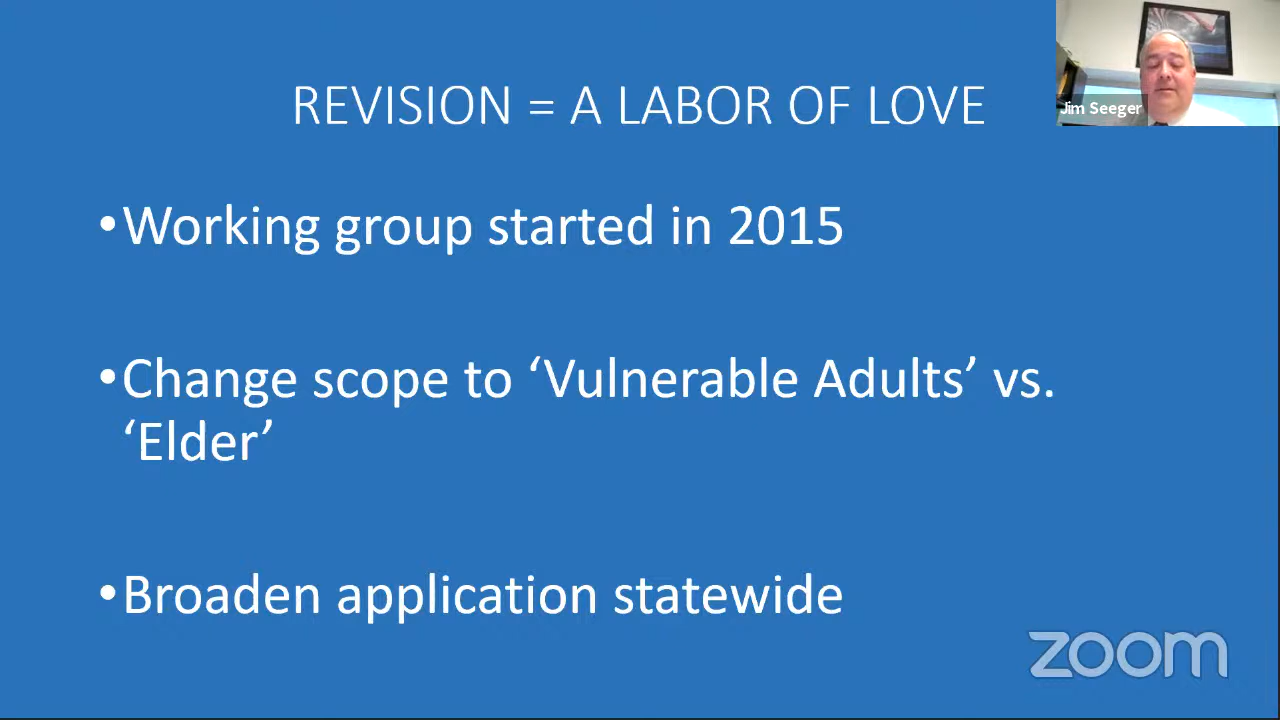 REVISION = A LABOR OF LOVE
Jim Seeger
•Working group started in 2015
•Change scope to ‘Vulnerable Adults’ vs.
‘Elder’
•Broaden application statewide
zoom